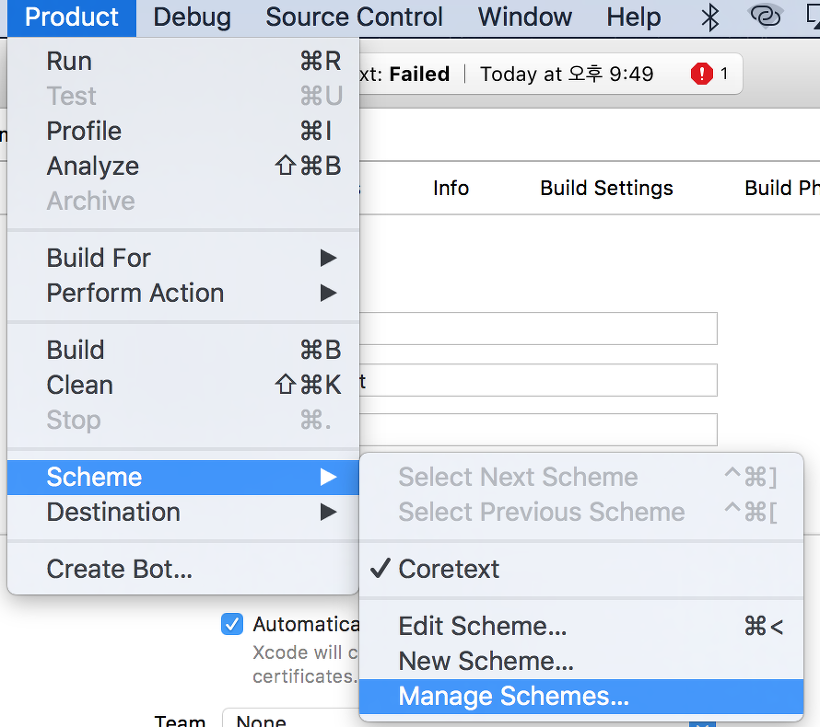 Product Debug Source Control Window Help
Run ⌘R
xt: Failed | Today at 오후 9:49 1
Test ⌘U
Profile ⌘I
Analyze ⇧⌘B
Info Build Settings Build Ph
Archive
Build For ▶
Perform Action ▶
Build ⌘B
Clean ⇧⌘K
Stop ⌘.
Scheme ▶
Destination ▶
Create Bot...
Select Next Scheme ^⌘]
Select Previous Scheme ^⌘[
✓ Coretext
Edit Scheme... ⌘<
New Scheme...
Manage Schemes...
Automatica
Xcode will c
certificates.
Team None